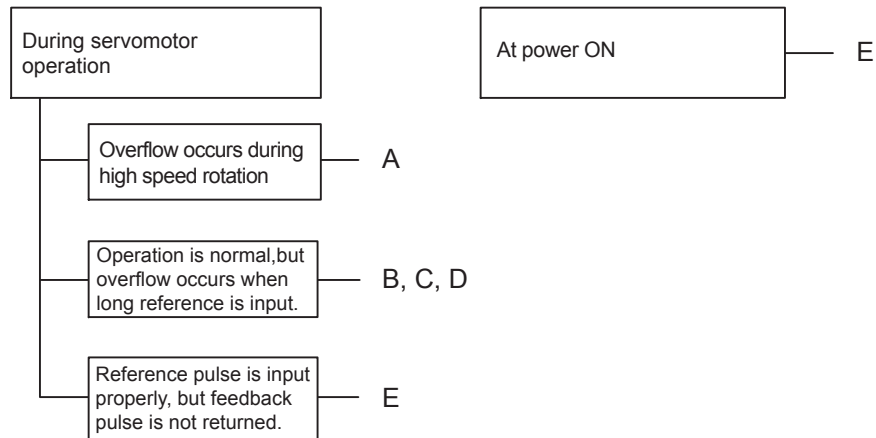 During servomotor
operation
At power ON
E
Overflow occurs during
high speed rotation
A
Operation is normal,but
overflow occurs when
long reference is input.
B, C, D
Reference pulse is input
properly, but feedback
pulse is not returned.
E